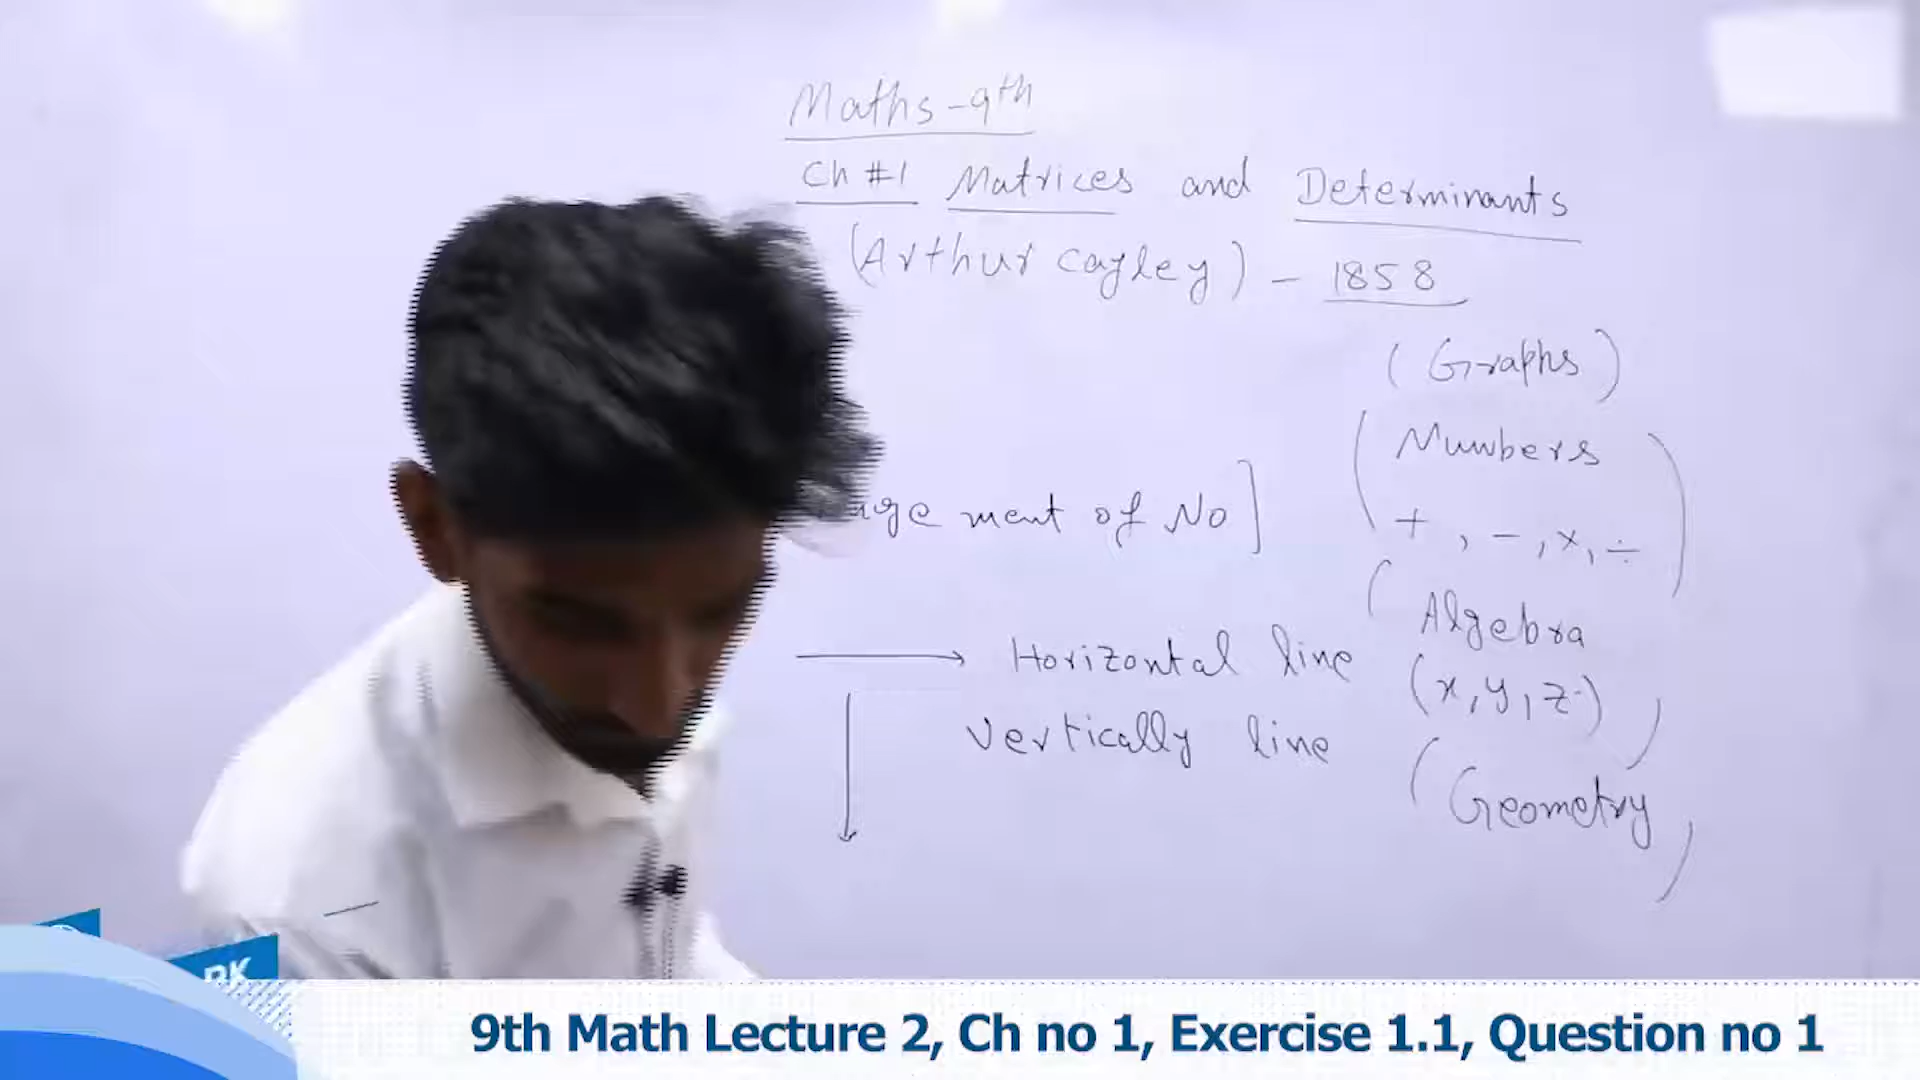 Maths-9th
Ch #1 Matrices and Determinants
(Arthur Cayley) - 1858
(Graphs)
Numbers
ment of No]
+, -, x, ÷
Algebra
Horizontal line
(x, y, z)
Vertically line
Geometry
RK
9th Math Lecture 2, Ch no 1, Exercise 1.1, Question no 1